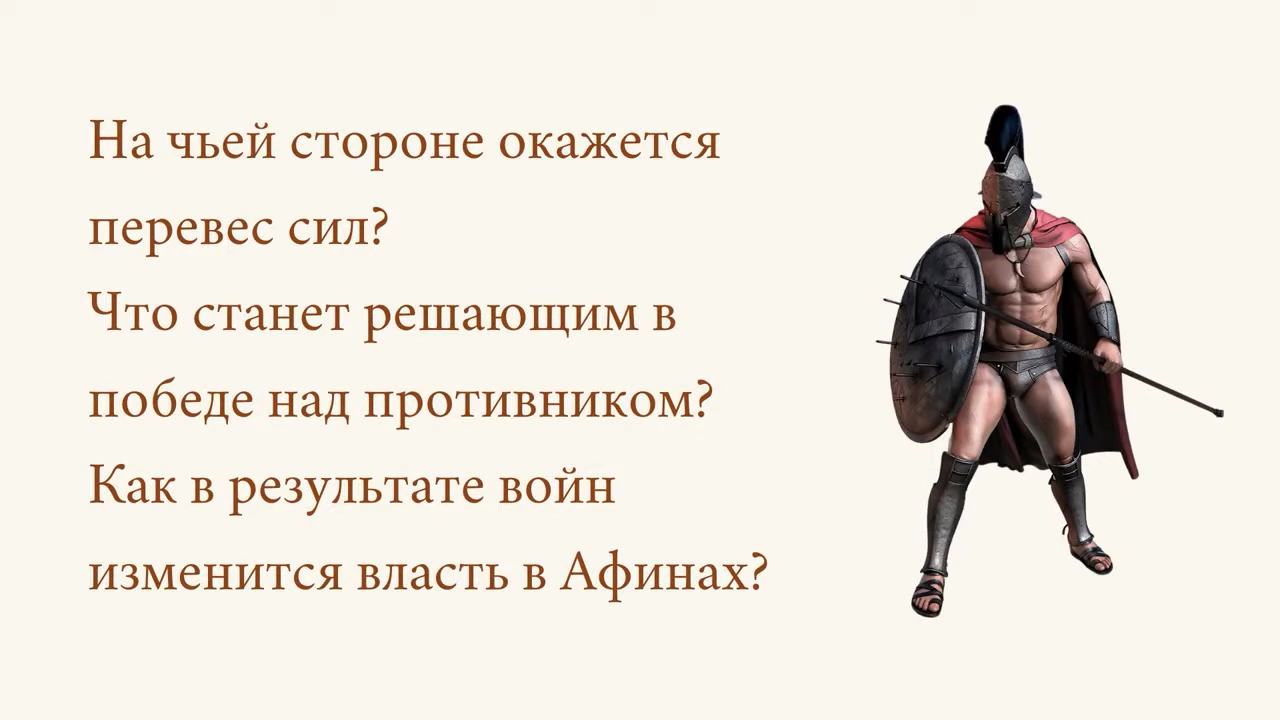 На чьей стороне окажется
перевес сил?
Что станет решающим в
победе над противником?
Как в результате войн
изменится власть в Афинах?